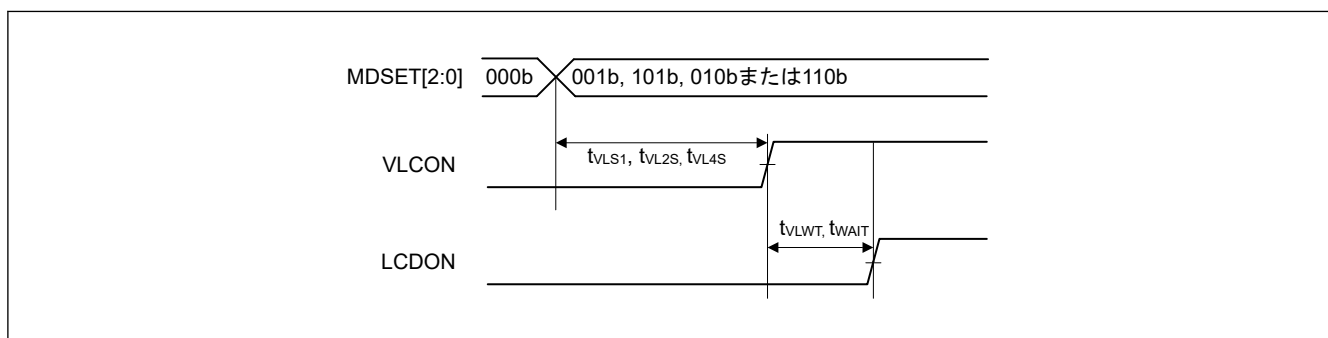 MDSET[2:0] 000b 001b, 101b, 010bまたは110b
tVLS1, tVL2S, tVL4S
VLCON
tVLWT, tWAIT
LCDON